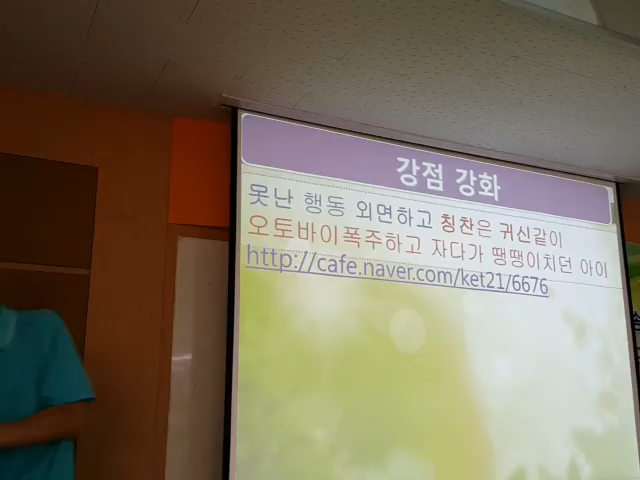 강점 강화
못난 행동 외면하고 칭찬은 귀신같이
오토바이폭주하고 자다가 땡땡이치던 아이
http://cafe.naver.com/ket21/6676